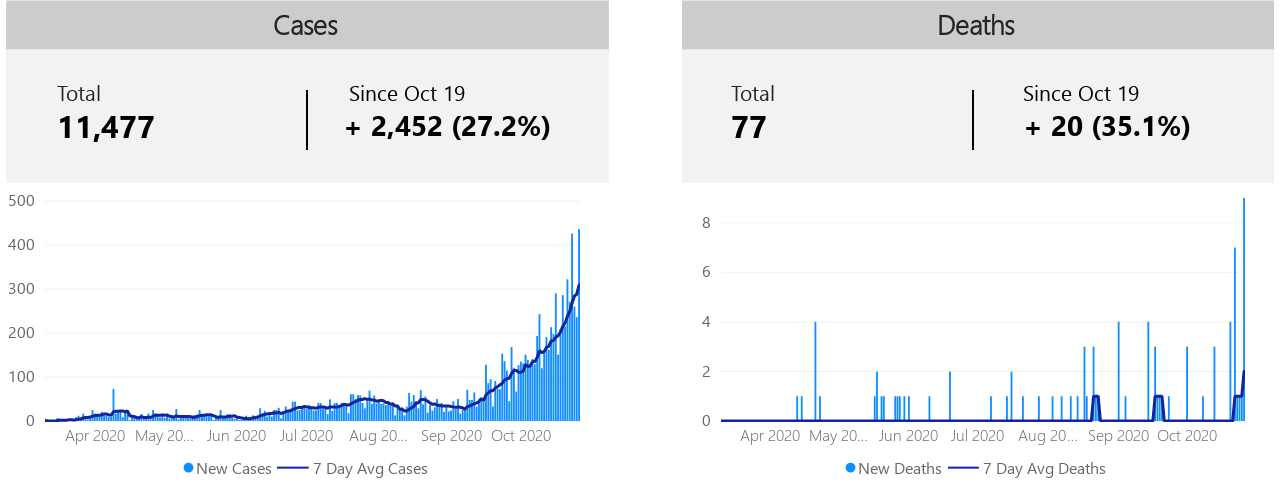 Cases
Total
11,477
Since Oct 19
+ 2,452 (27.2%)
500
400
300
200
100
0
Apr 2020 May 20... Jun 2020 Jul 2020 Aug 20... Sep 2020 Oct 2020
New Cases 7 Day Avg Cases
Deaths
Total
77
Since Oct 19
+ 20 (35.1%)
8
6
4
2
0
Apr 2020 May 20... Jun 2020 Jul 2020 Aug 20... Sep 2020 Oct 2020
New Deaths 7 Day Avg Deaths